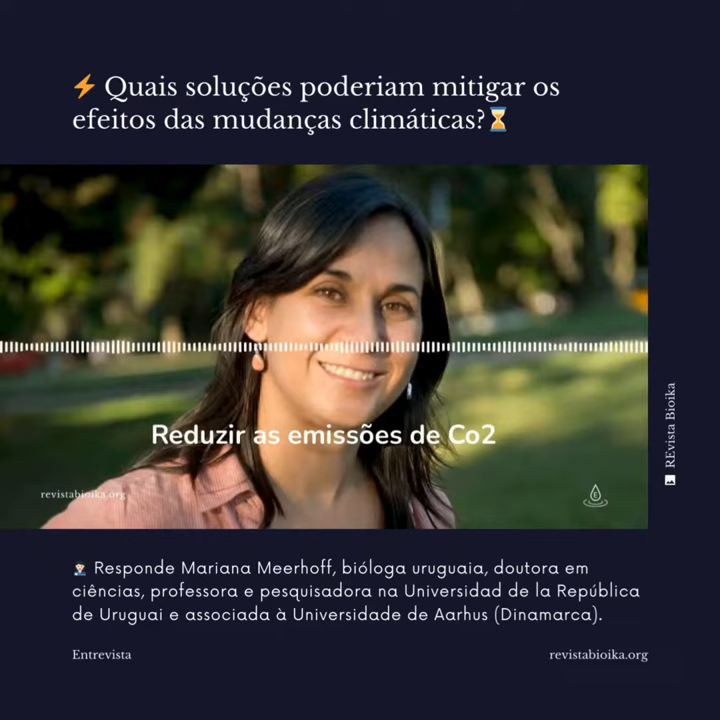 ⚡ Quais soluções poderiam mitigar os
efeitos das mudanças climáticas?⏳
Reduzir as emissões de Co2
revistabioika.org
E
REvista Bioika
Responde Mariana Meerhoff, bióloga uruguaia, doutora em
ciências, professora e pesquisadora na Universidad de la República
de Uruguai e associada à Universidade de Aarhus (Dinamarca).
Entrevista
revistabioika.org